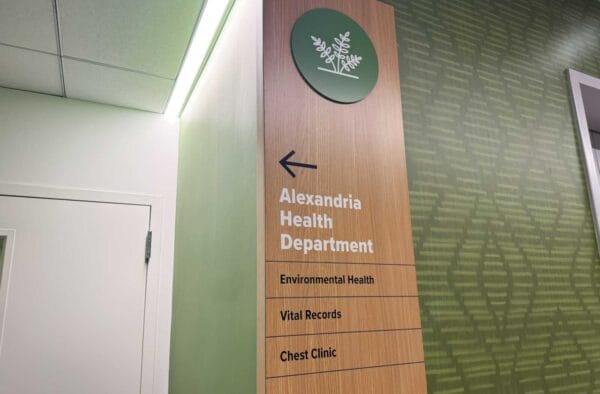 Alexandria
Health
Department
Environmental Health
Vital Records
Chest Clinic